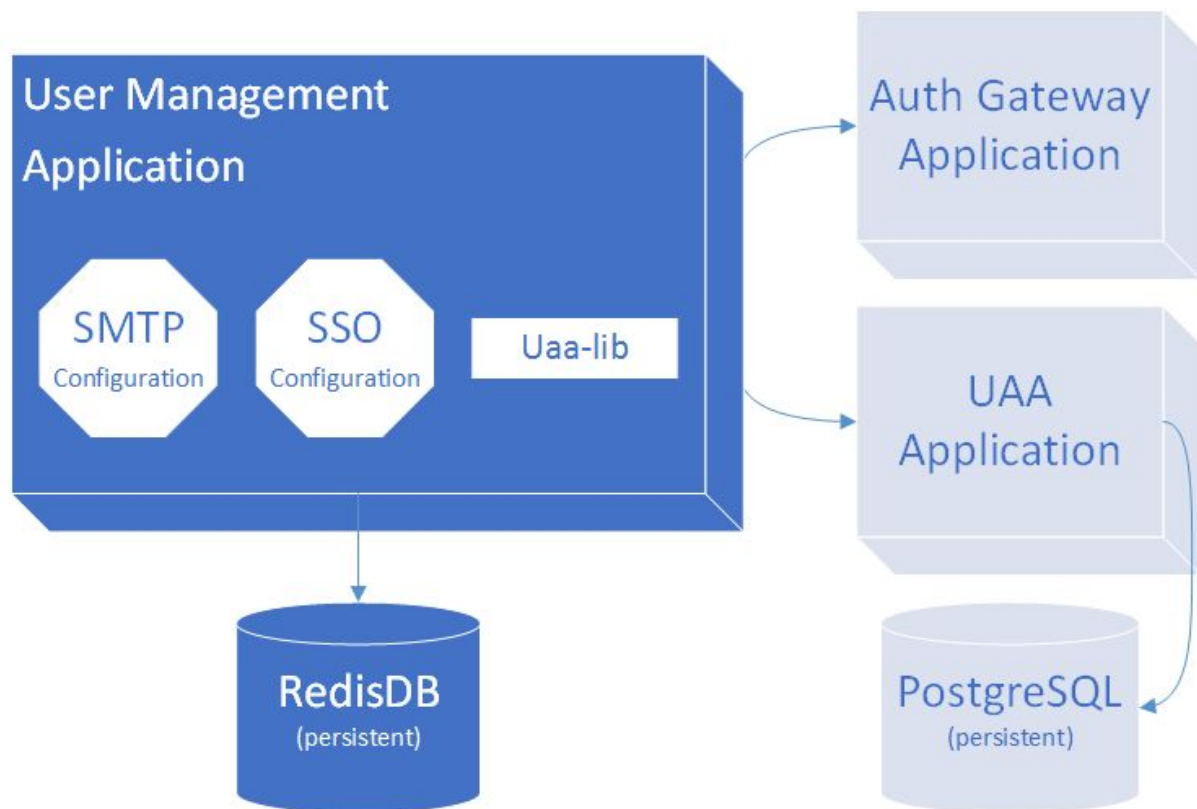 User Management
Application
SMTP
Configuration
SSO
Configuration
Uaa-lib
Auth Gateway
Application
UAA
Application
RedisDB
(persistent)
PostgreSQL
(persistent)